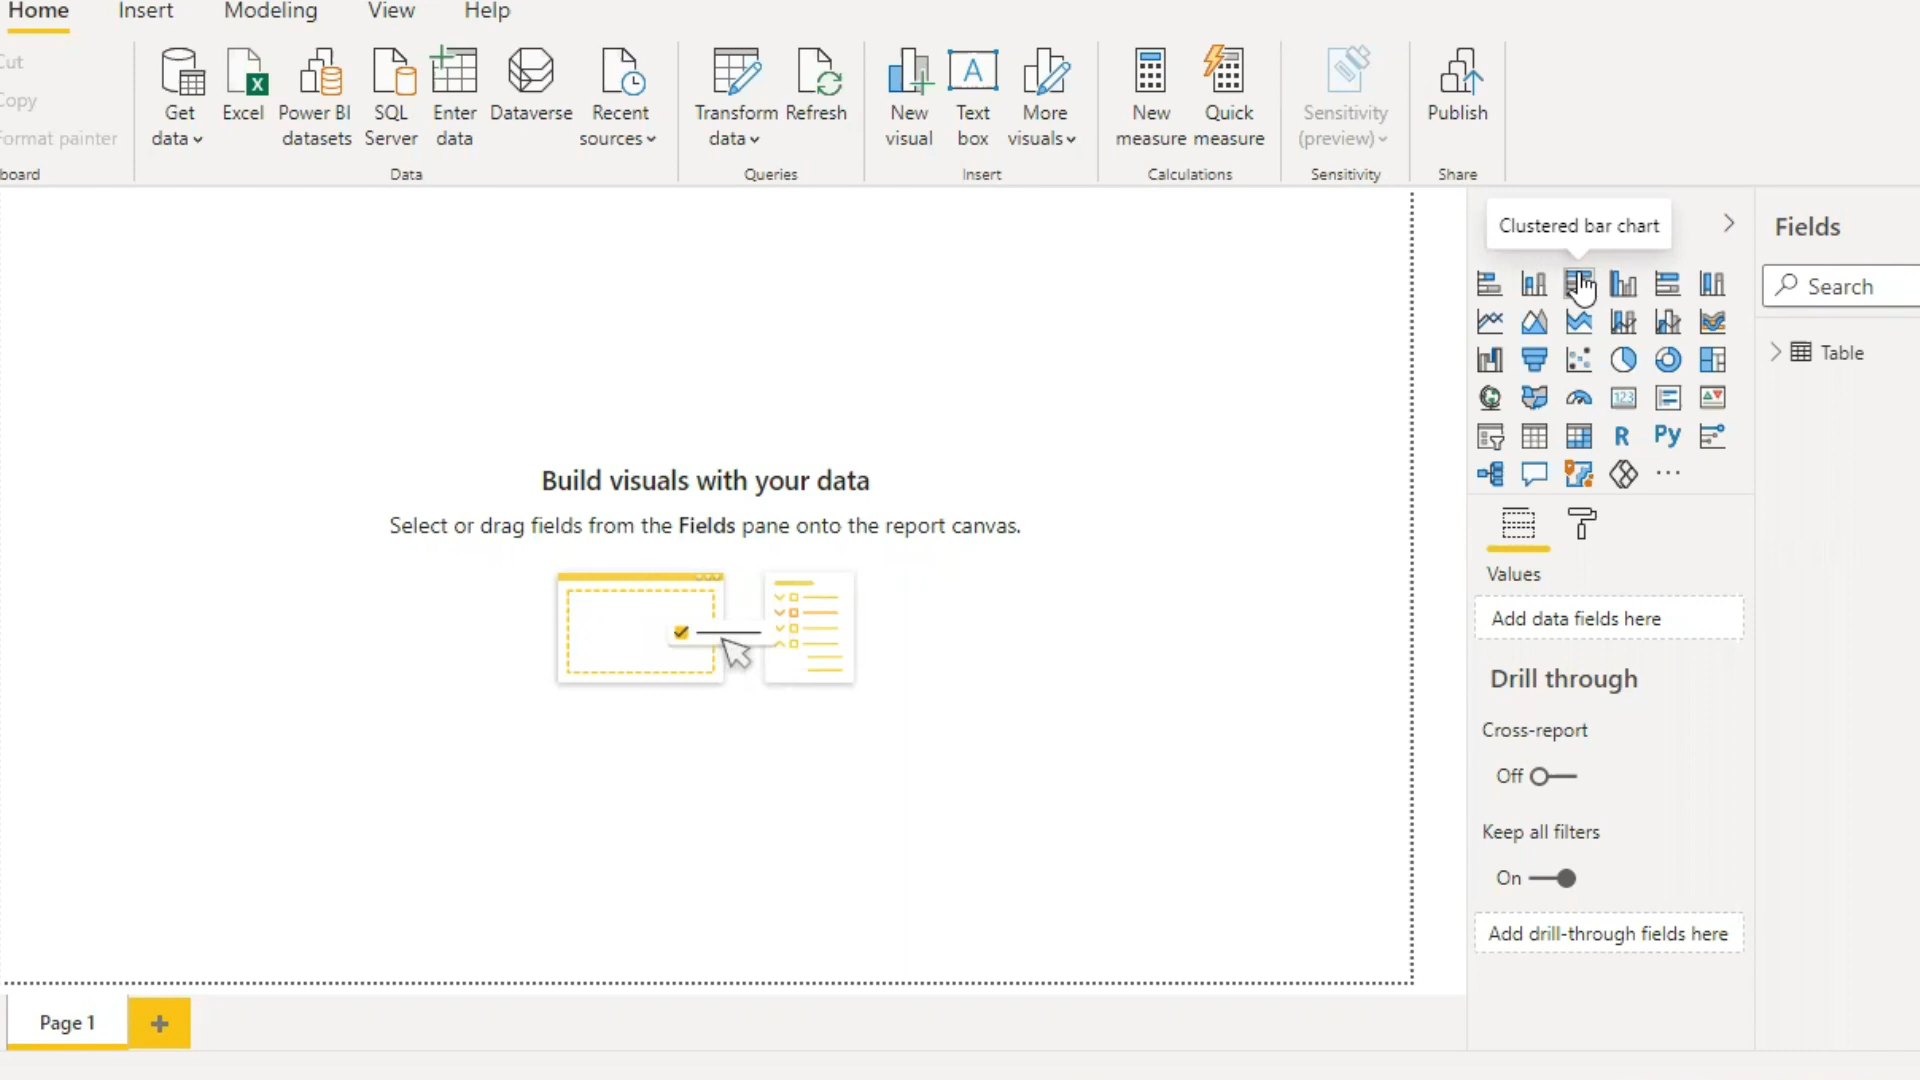 Home Insert Modeling View Help
Cut
Copy
Format painter
board
Get data
Excel
Power BI datasets
SQL Server
Enter data
Dataverse
Recent sources
Data
Transform data
Refresh
Queries
New visual
Text box
More visuals
Insert
New measure
Quick measure
Calculations
Sensitivity (preview)
Sensitivity
Publish
Share
Clustered bar chart
Fields
Search
Table
123
R
Py
Build visuals with your data
Select or drag fields from the Fields pane onto the report canvas.
Values
Add data fields here
Drill through
Cross-report
Off
Keep all filters
On
Add drill-through fields here
Page 1